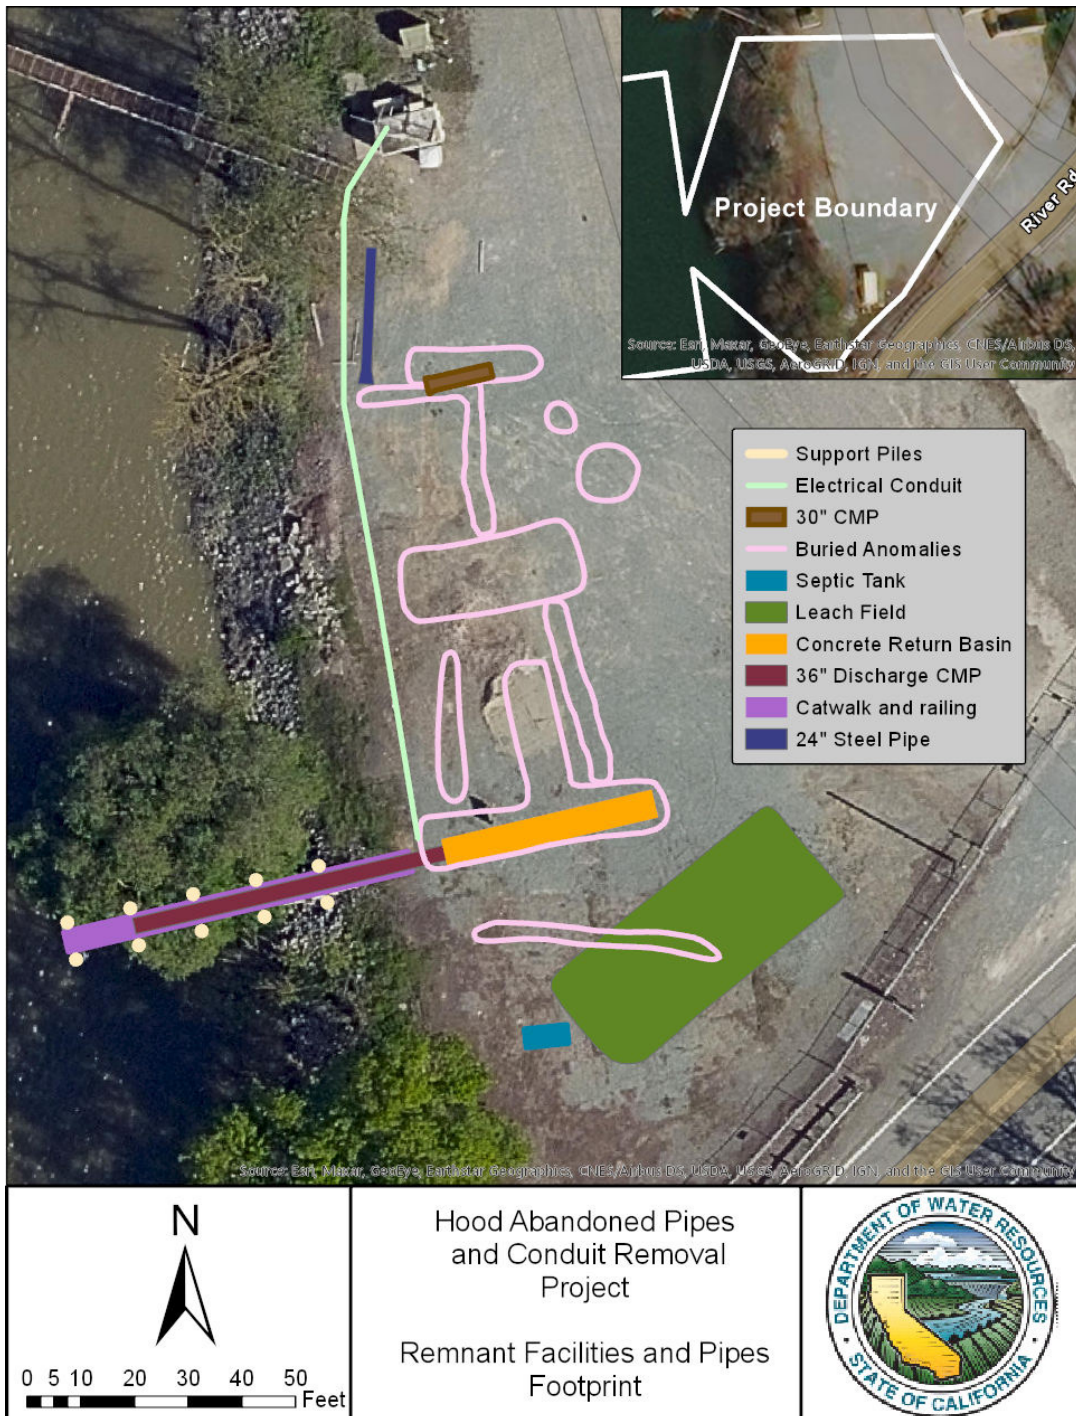 Project Boundary
River Rd
Source: Esri, Maxar, GeoEye, Earthstar Geographics, CNES/Airbus DS,
USDA, USGS, AeroGRID, IGN, and the GIS User Community
Support Piles
Electrical Conduit
30" CMP
Buried Anomalies
Septic Tank
Leach Field
Concrete Return Basin
36" Discharge CMP
Catwalk and railing
24" Steel Pipe
Source: Esri, Maxar, GeoEye, Earthstar Geographics, CNES/Airbus DS, USDA, USGS, AeroGRID, IGN, and the GIS User Community
N
0 5 10 20 30 40 50
Feet
Hood Abandoned Pipes
and Conduit Removal
Project
Remnant Facilities and Pipes
Footprint
DEPARTMENT OF WATER RESOURCES
STATE OF CALIFORNIA